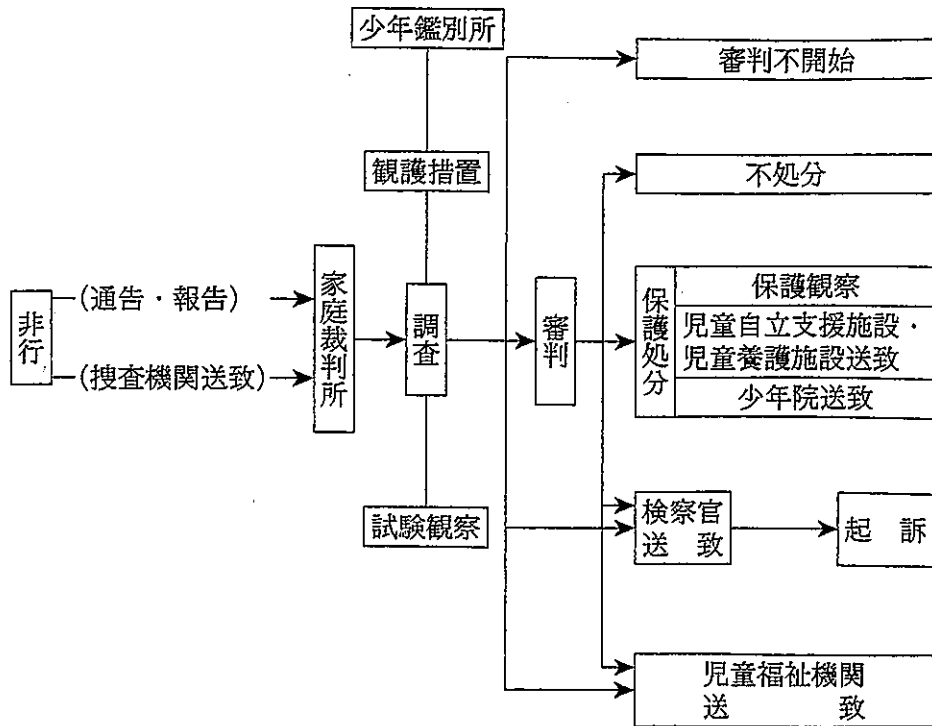 少年鑑別所
観護措置
非行
(通告・報告)
(捜査機関送致)
家庭裁判所
調査
試験観察
審判
審判不開始
不処分
保護処分
保護観察
児童自立支援施設・
児童養護施設送致
少年院送致
検察官
送致
起訴
児童福祉機関
送致